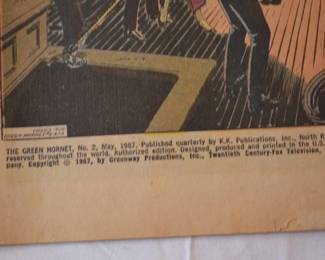 THE GREEN HORNET, No. 2, May, 1967. Published quarterly by K.K. Publications, Inc., North
reserved throughout the world. Authorized edition. Designed, produced and printed in the U.S.
pany. Copyright © 1967, by Greenway Productions, Inc., Twentieth Century-Fox Television,